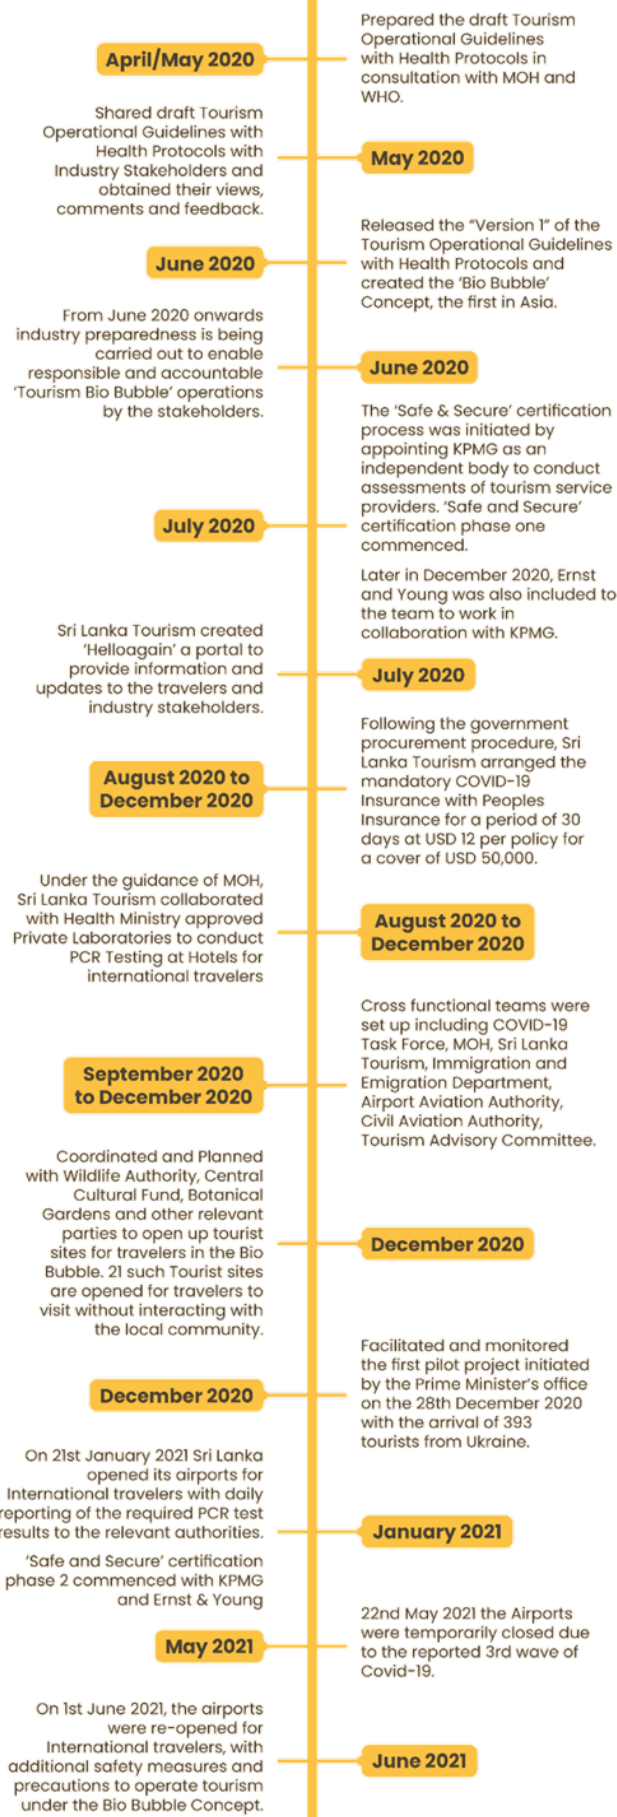 April/May 2020
Prepared the draft Tourism
Operational Guidelines
with Health Protocols in
consultation with MOH and
WHO.
Shared draft Tourism
Operational Guidelines with
Health Protocols with
Industry Stakeholders and
obtained their views,
comments and feedback.
May 2020
June 2020
Released the “Version 1” of the
Tourism Operational Guidelines
with Health Protocols and
created the ‘Bio Bubble’
Concept, the first in Asia.
From June 2020 onwards
industry preparedness is being
carried out to enable
responsible and accountable
‘Tourism Bio Bubble’ operations
by the stakeholders.
June 2020
July 2020
The ‘Safe & Secure’ certification
process was initiated by
appointing KPMG as an
independent body to conduct
assessments of tourism service
providers. ‘Safe and Secure’
certification phase one
commenced.
Later in December 2020, Ernst
and Young was also included to
the team to work in
collaboration with KPMG.
Sri Lanka Tourism created
‘Helloagain’ a portal to
provide information and
updates to the travelers and
industry stakeholders.
July 2020
August 2020 to
December 2020
Following the government
procurement procedure, Sri
Lanka Tourism arranged the
mandatory COVID-19
Insurance with Peoples
Insurance for a period of 30
days at USD 12 per policy for
a cover of USD 50,000.
Under the guidance of MOH,
Sri Lanka Tourism collaborated
with Health Ministry approved
Private Laboratories to conduct
PCR Testing at Hotels for
international travelers
August 2020 to
December 2020
September 2020
to December 2020
Cross functional teams were
set up including COVID-19
Task Force, MOH, Sri Lanka
Tourism, Immigration and
Emigration Department,
Airport Aviation Authority,
Civil Aviation Authority,
Tourism Advisory Committee.
Coordinated and Planned
with Wildlife Authority, Central
Cultural Fund, Botanical
Gardens and other relevant
parties to open up tourist
sites for travelers in the Bio
Bubble. 21 such Tourist sites
are opened for travelers to
visit without interacting with
the local community.
December 2020
December 2020
Facilitated and monitored
the first pilot project initiated
by the Prime Minister’s office
on the 28th December 2020
with the arrival of 393
tourists from Ukraine.
On 21st January 2021 Sri Lanka
opened its airports for
International travelers with daily
reporting of the required PCR test
results to the relevant authorities.
‘Safe and Secure’ certification
phase 2 commenced with KPMG
and Ernst & Young
January 2021
May 2021
22nd May 2021 the Airports
were temporarily closed due
to the reported 3rd wave of
Covid-19.
On 1st June 2021, the airports
were re-opened for
International travelers, with
additional safety measures and
precautions to operate tourism
under the Bio Bubble Concept.
June 2021